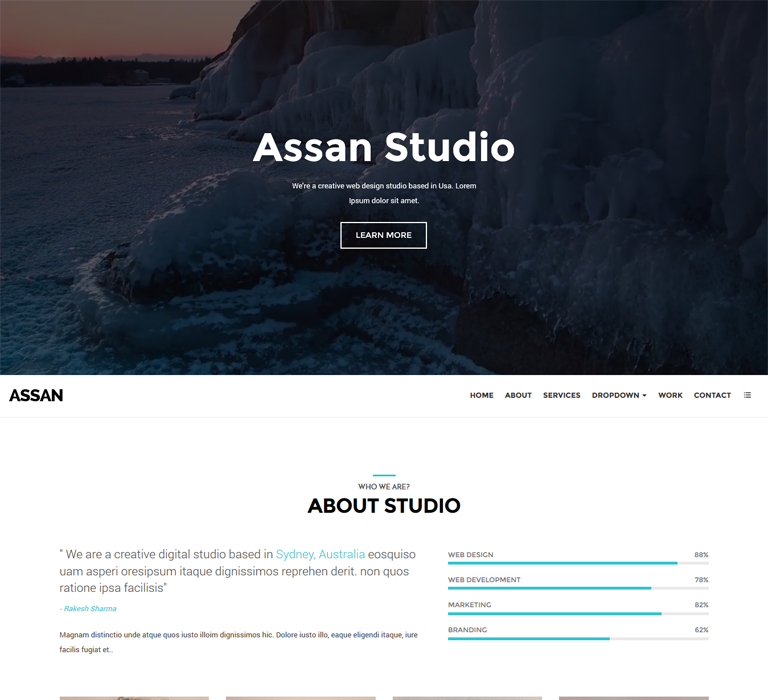 Assan Studio
We're a creative web design studio based in Usa. Lorem
Ipsum dolor sit amet.
LEARN MORE
ASSAN
HOME ABOUT SERVICES DROPDOWN WORK CONTACT
WHO WE ARE?
ABOUT STUDIO
" We are a creative digital studio based in Sydney, Australia eosquiso
uam asperi oresipsum itaque dignissimos reprehen derit. non quos
ratione ipsa facilisis"
- Rakesh Sharma
Magnam distinctio unde atque quos iusto illoim dignissimos hic. Dolore iusto illo, eaque eligendi itaque, iure
facilis fugiat et..
WEB DESIGN 88%
WEB DEVELOPMENT 78%
MARKETING 82%
BRANDING 62%